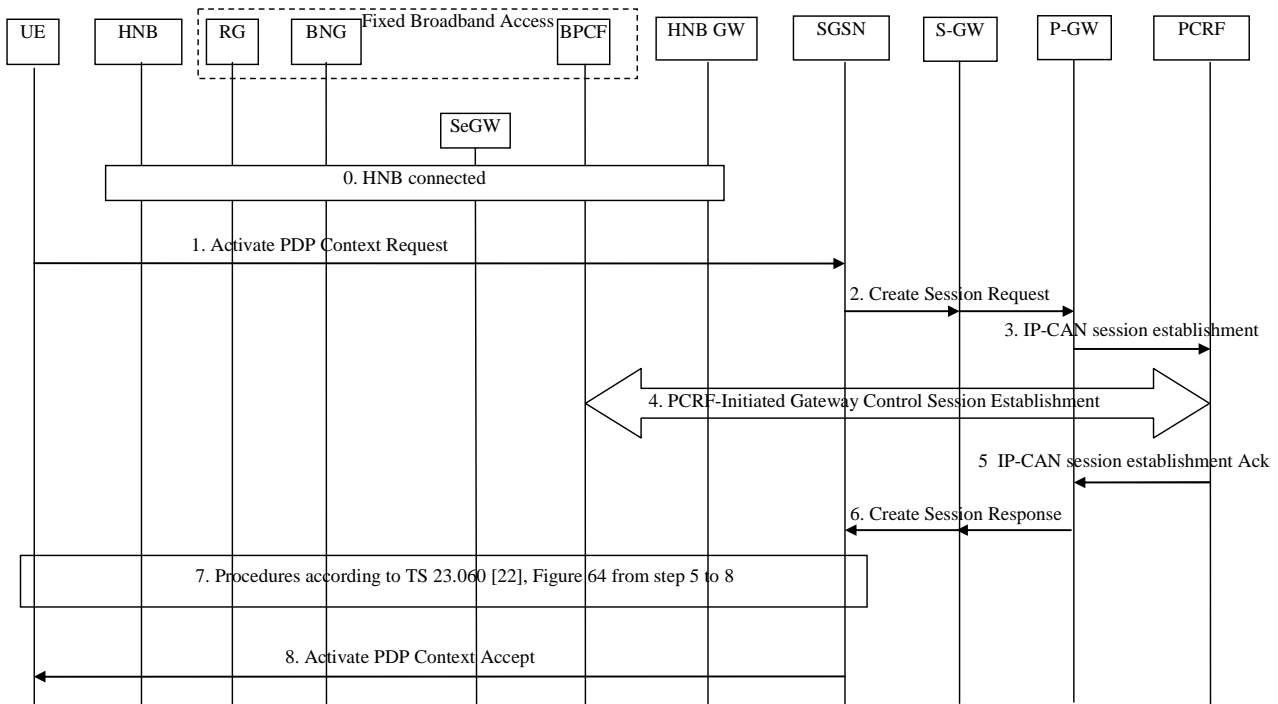 Fixed Broadband Access
UE
HNB
RG
BNG
BPCF
HNB GW
SGSN
S-GW
P-GW
PCRF
SeGW
0. HNB connected
1. Activate PDP Context Request
2. Create Session Request
3. IP-CAN session establishment
4. PCRF-Initiated Gateway Control Session Establishment
5 IP-CAN session establishment Ack
6. Create Session Response
7. Procedures according to TS 23.060 [22], Figure 64 from step 5 to 8
8. Activate PDP Context Accept